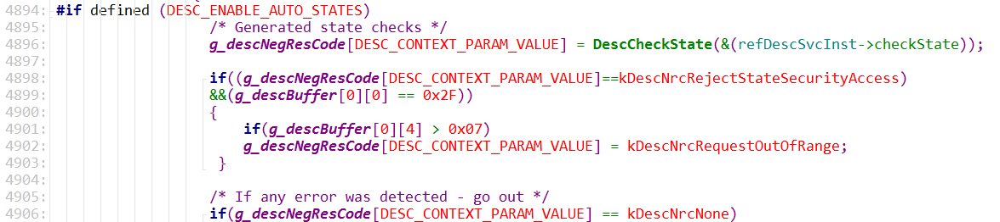 4894: #if defined (DESC_ENABLE_AUTO_STATES)
4895: /* Generated state checks */
4896: g_descNegResCode[DESC_CONTEXT_PARAM_VALUE] = DescCheckState(&(refDescSvcInst->checkState));
4897:
4898: if((g_descNegResCode[DESC_CONTEXT_PARAM_VALUE]==kDescNrcRejectStateSecurityAccess)
4899: &&(g_descBuffer[0][0] == 0x2F))
4900: {
4901: if(g_descBuffer[0][4] > 0x07)
4902: g_descNegResCode[DESC_CONTEXT_PARAM_VALUE] = kDescNrcRequestOutOfRange;
4903: }
4904:
4905: /* If any error was detected - go out */
4906: if(g_descNegResCode[DESC_CONTEXT_PARAM_VALUE] == kDescNrcNone)